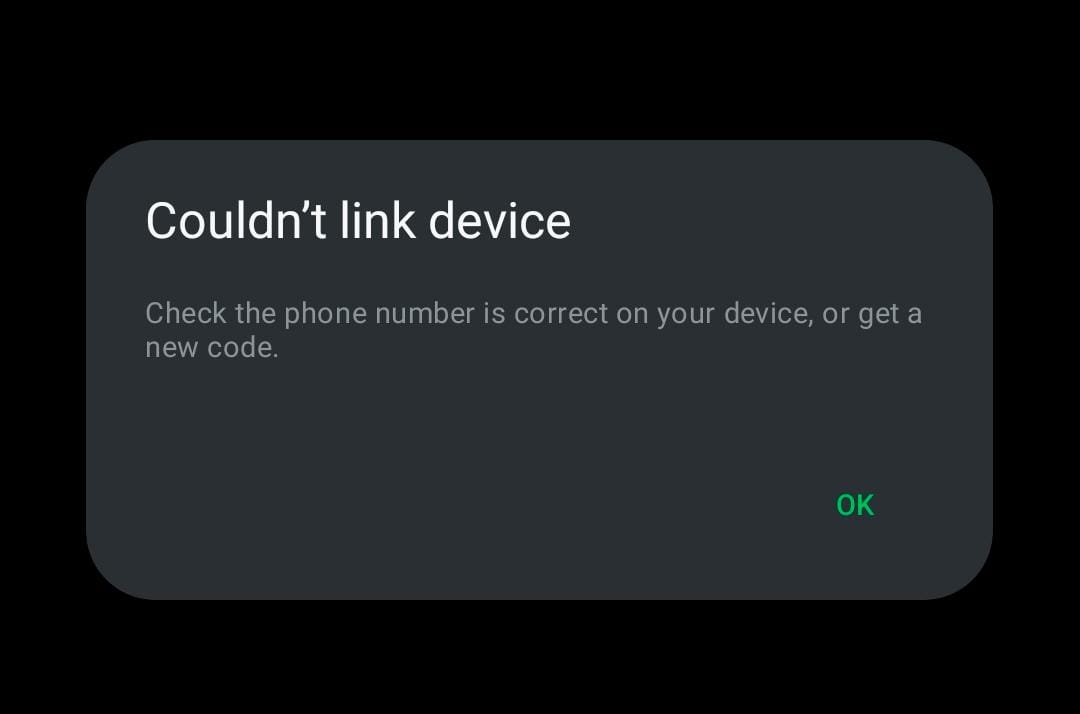 Couldn’t link device
Check the phone number is correct on your device, or get a
new code.
OK